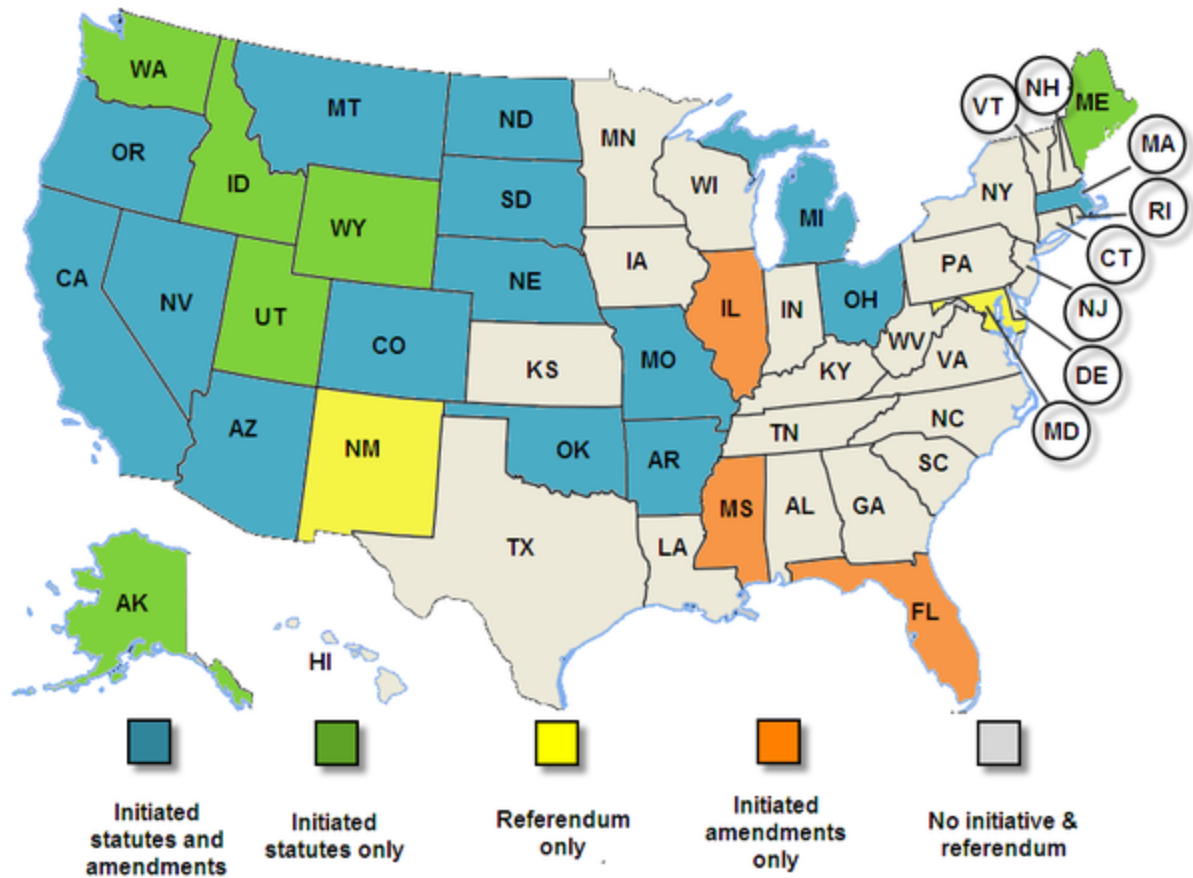 WA
MT
ND
MN
VT
NH
ME
OR
ID
SD
WI
MI
NY
MA
RI
WY
CT
CA
NV
UT
CO
NE
IA
IL
IN
OH
PA
NJ
DE
MD
KS
MO
KY
WV
VA
AZ
NM
OK
AR
TN
NC
SC
TX
LA
MS
AL
GA
FL
AK
HI
Initiated
statutes and
amendments
Initiated
statutes only
Referendum
only
Initiated
amendments
only
No initiative &
referendum